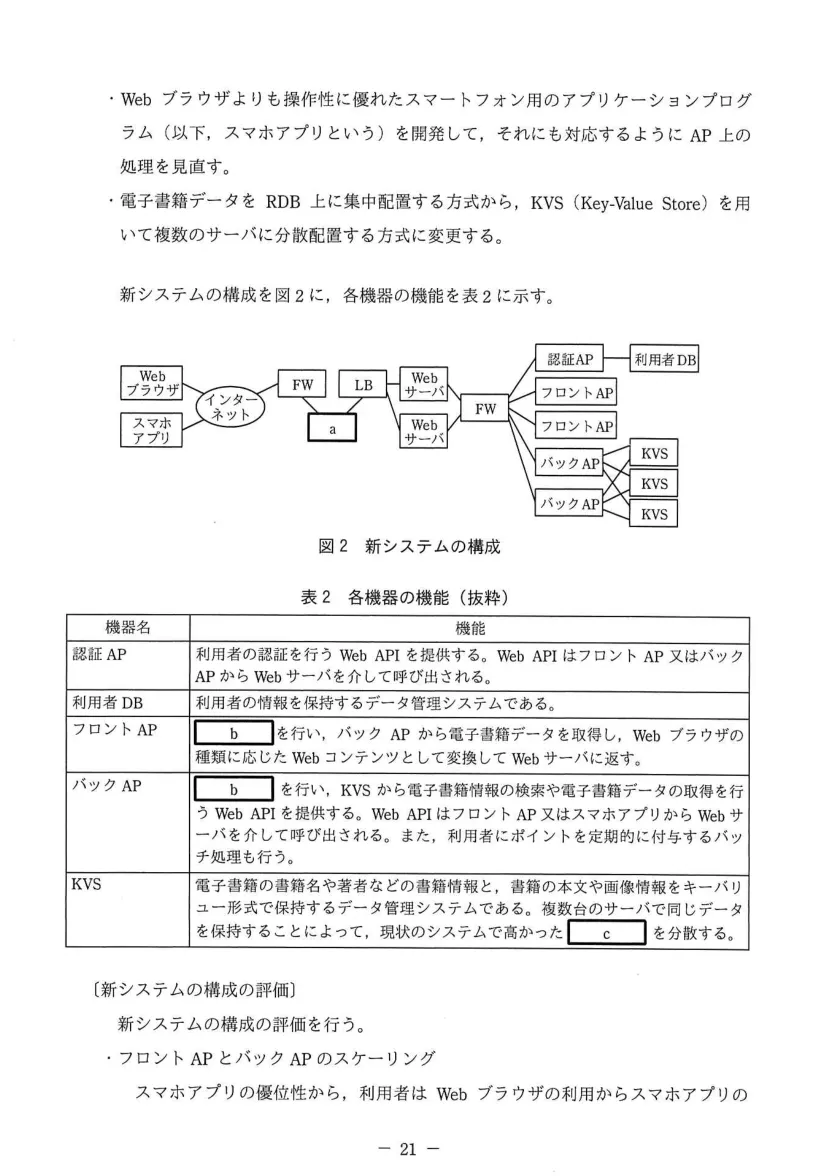 ・Web ブラウザよりも操作性に優れたスマートフォン用のアプリケーションプログ
ラム（以下，スマホアプリという）を開発して，それにも対応するように AP 上の
処理を見直す。
・電子書籍データを RDB 上に集中配置する方式から，KVS（Key-Value Store）を用
いて複数のサーバに分散配置する方式に変更する。
新システムの構成を図 2 に，各機器の機能を表 2 に示す。
Web
ブラウザ
スマホ
アプリ
インター
ネット
FW
a
LB
Web
サーバ
Web
サーバ
FW
認証AP
利用者DB
フロントAP
フロントAP
バックAP
バックAP
KVS
KVS
KVS
図 2　新システムの構成
表 2　各機器の機能（抜粋）
機器名　機能
認証 AP　利用者の認証を行う Web API を提供する。Web API はフロント AP 又はバック
AP から Web サーバを介して呼び出される。
利用者 DB　利用者の情報を保持するデータ管理システムである。
フロント AP　b を行い，バック AP から電子書籍データを取得し，Web ブラウザの
種類に応じた Web コンテンツとして変換して Web サーバに返す。
バック AP　b を行い，KVS から電子書籍情報の検索や電子書籍データの取得を行
う Web API を提供する。Web API はフロント AP 又はスマホアプリから Web サ
ーバを介して呼び出される。また，利用者にポイントを定期的に付与するバッ
チ処理も行う。
KVS　電子書籍の書籍名や著者などの書籍情報と，書籍の本文や画像情報をキーバリ
ュー形式で保持するデータ管理システムである。複数台のサーバで同じデータ
を保持することによって，現状のシステムで高かった c を分散する。
〔新システムの構成の評価〕
新システムの構成の評価を行う。
・フロント AP とバック AP のスケーリング
スマホアプリの優位性から，利用者は Web ブラウザの利用からスマホアプリの
− 21 −